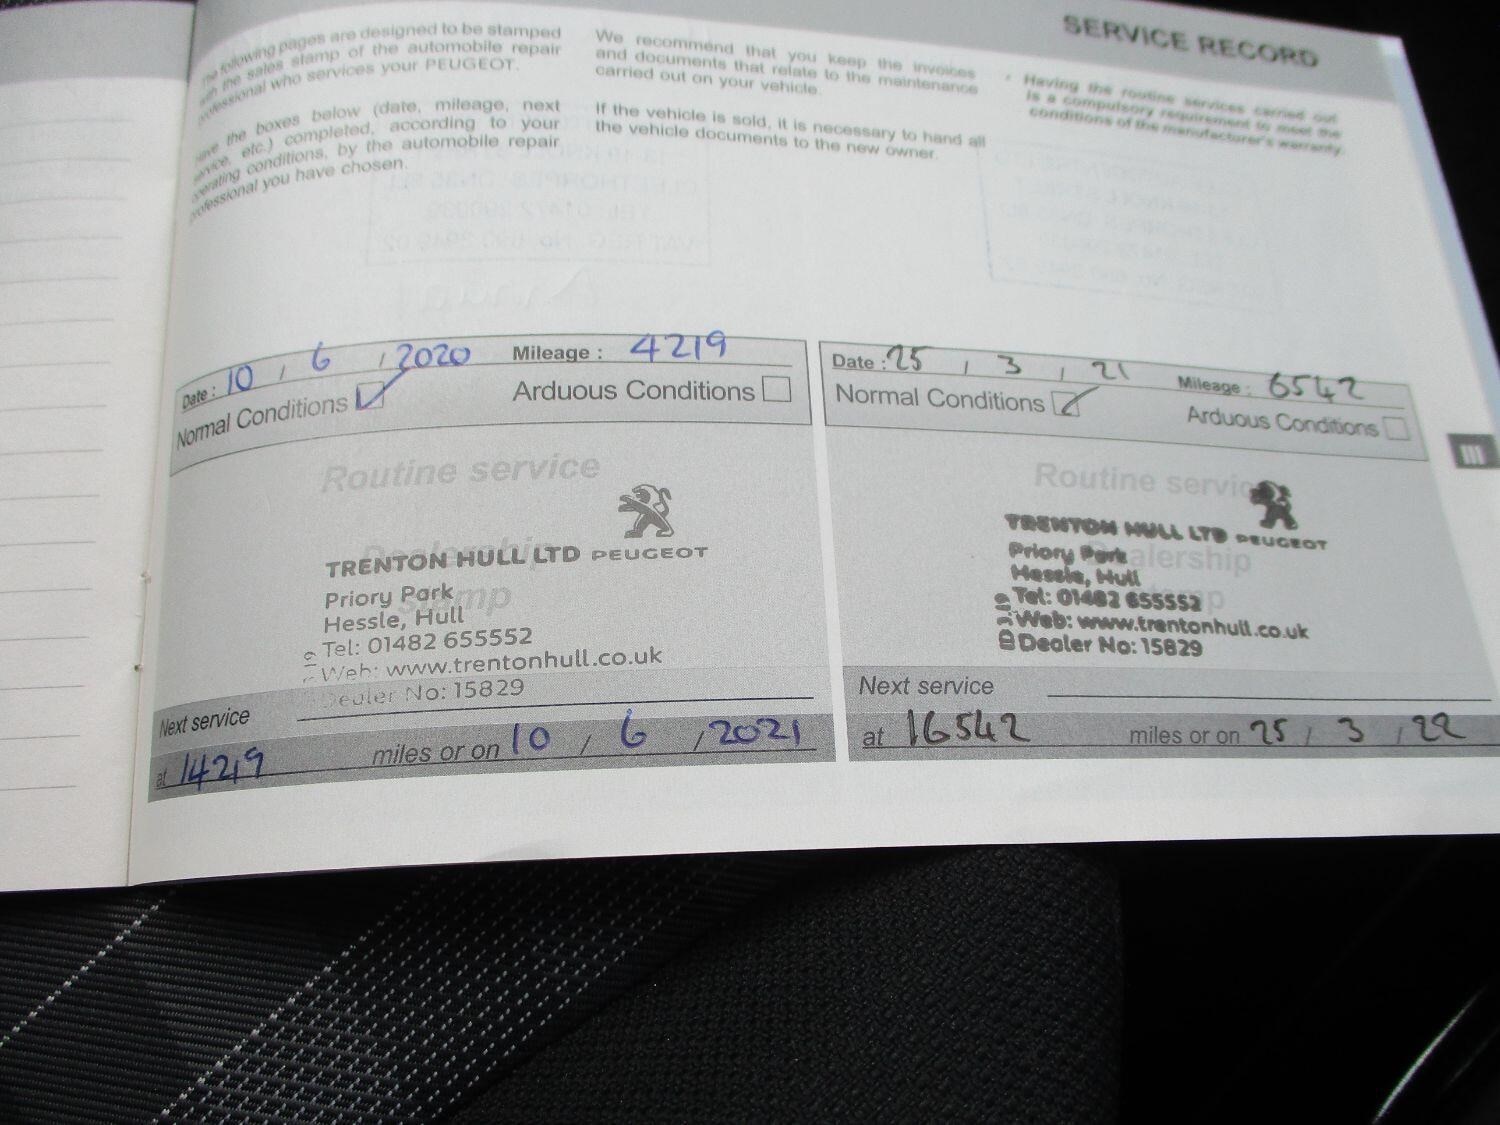 SERVICE RECORD
following pages are designed to be stamped
with the sales stamp of the automobile repair
professional who services your PEUGEOT.
the boxes below (date, mileage, next
service, etc.) completed, according to your
operating conditions, by the automobile repair
professional you have chosen.
We recommend that you keep the invoices
and documents that relate to the maintenance
carried out on your vehicle.
If the vehicle is sold, it is necessary to hand all
the vehicle documents to the new owner.
Having the routine services carried out
is a compulsory requirement to meet the
conditions of the manufacturer's warranty.
Date : 10 / 6 / 2020 Mileage : 4219
Normal Conditions Arduous Conditions
Routine service
Dealership
stamp
TRENTON HULL LTD PEUGEOT
Priory Park
Hessle, Hull
Tel: 01482 655552
Web: www.trentonhull.co.uk
Dealer No: 15829
Next service
at 14219 miles or on 10 / 6 / 2021
Date : 25 / 3 / 21 Mileage : 6542
Normal Conditions Arduous Conditions
Routine service
Dealership
TRENTON HULL LTD PEUGEOT
Priory Park
Hessle, Hull
Tel: 01482 655552
Web: www.trentonhull.co.uk
Dealer No: 15829
Next service
at 16542 miles or on 25 / 3 / 22
III